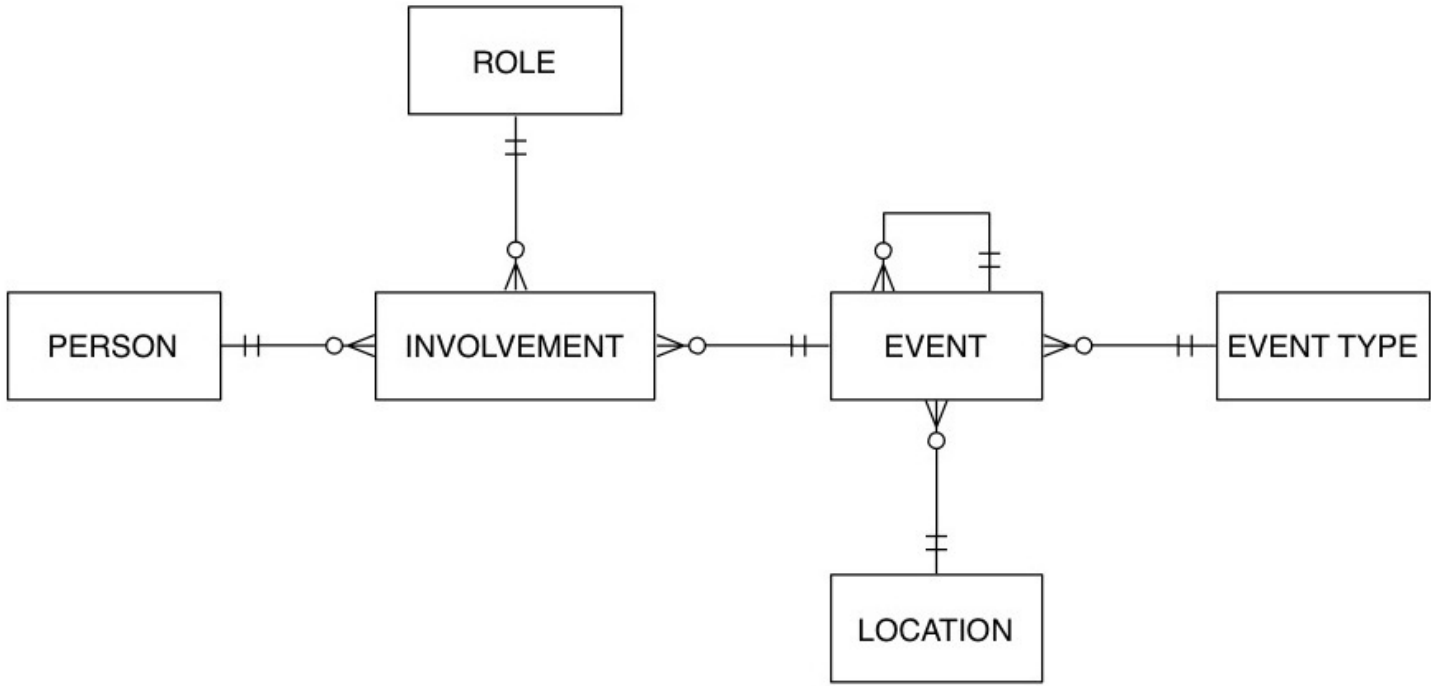 ROLE
PERSON
INVOLVEMENT
EVENT
EVENT TYPE
LOCATION